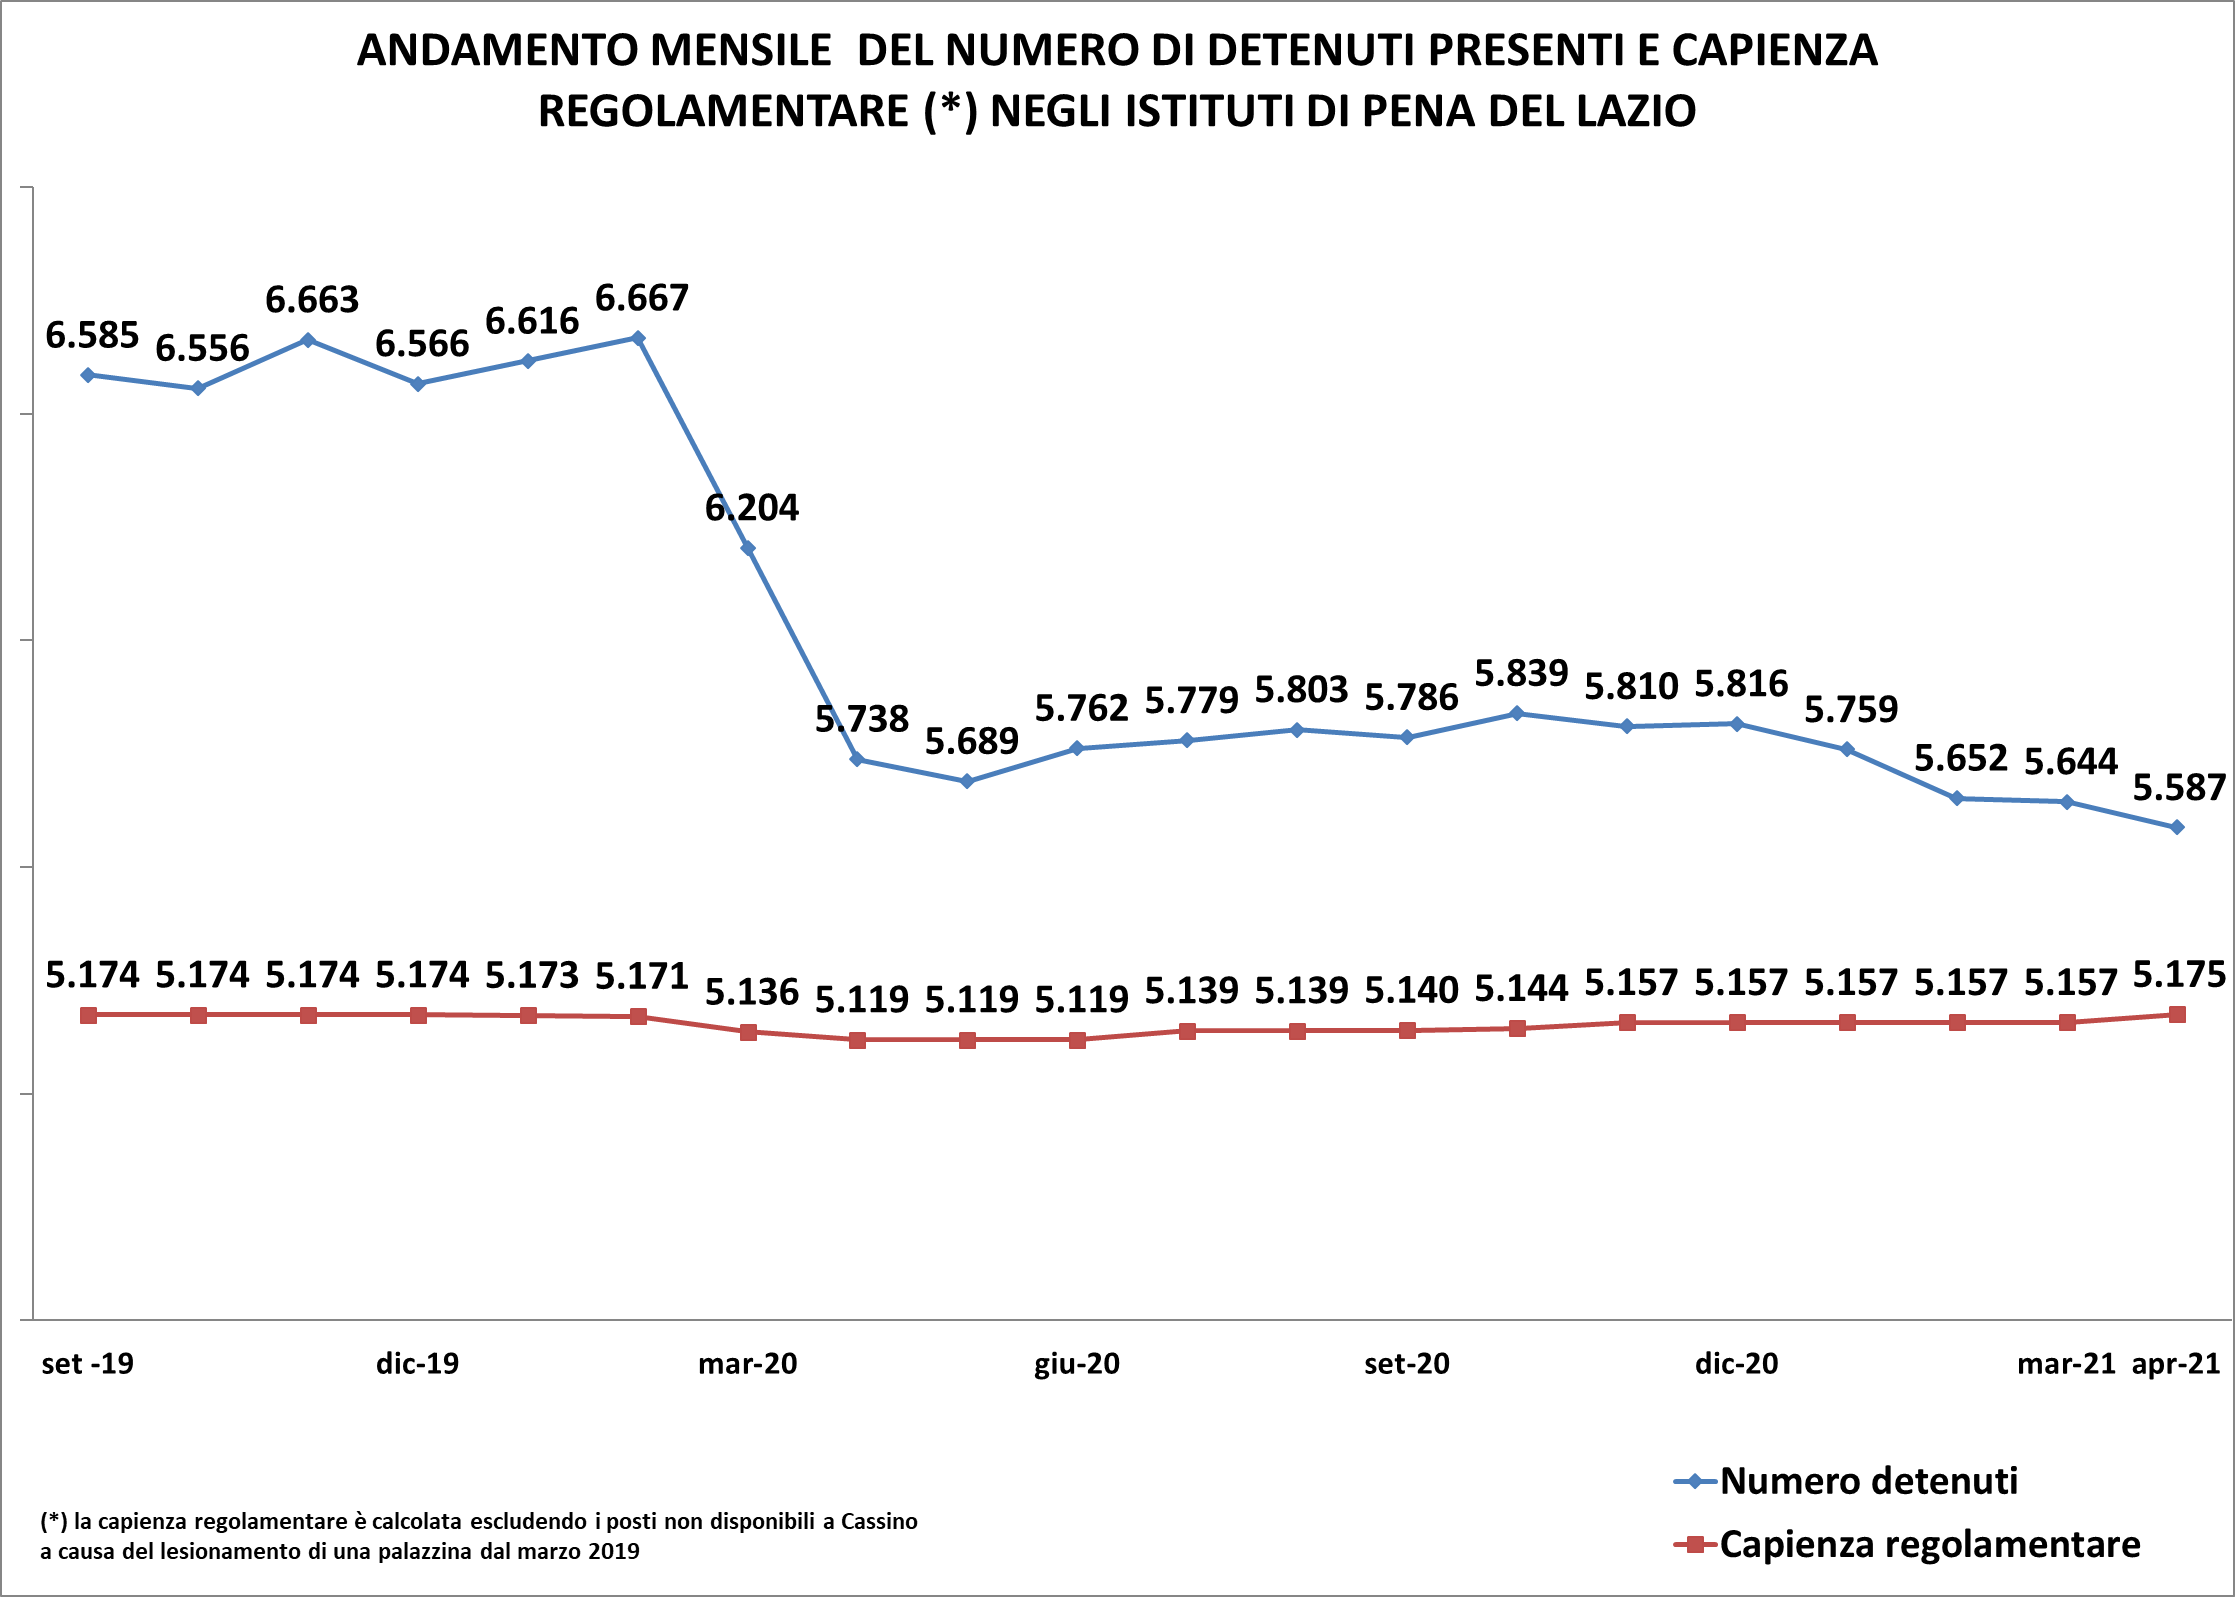 ANDAMENTO MENSILE  DEL NUMERO DI DETENUTI PRESENTI E CAPIENZA
REGOLAMENTARE (*) NEGLI ISTITUTI DI PENA DEL LAZIO
6.585 6.556 6.663 6.566 6.616 6.667 6.204 5.738 5.689 5.762 5.779 5.803 5.786 5.839 5.810 5.816 5.759 5.652 5.644 5.587
5.174 5.174 5.174 5.174 5.173 5.171 5.136 5.119 5.119 5.119 5.139 5.139 5.140 5.144 5.157 5.157 5.157 5.157 5.157 5.175
set -19 dic-19 mar-20 giu-20 set-20 dic-20 mar-21 apr-21
Numero detenuti
Capienza regolamentare
(*) la capienza regolamentare è calcolata escludendo i posti non disponibili a Cassino
a causa del lesionamento di una palazzina dal marzo 2019